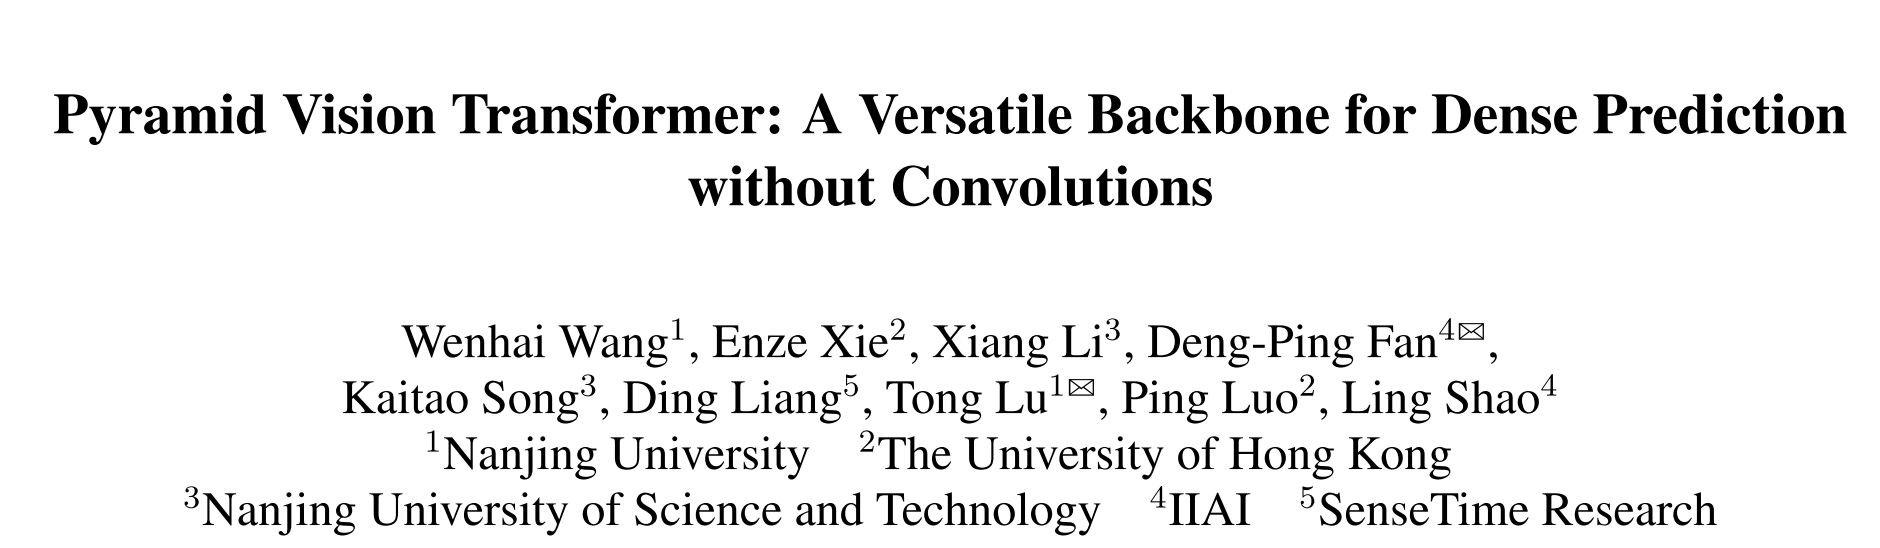 Pyramid Vision Transformer: A Versatile Backbone for Dense Prediction
without Convolutions
Wenhai Wang¹, Enze Xie², Xiang Li³, Deng-Ping Fan⁴✉,
Kaitao Song³, Ding Liang⁵, Tong Lu¹✉, Ping Luo², Ling Shao⁴
¹Nanjing University ²The University of Hong Kong
³Nanjing University of Science and Technology ⁴IIAI ⁵SenseTime Research